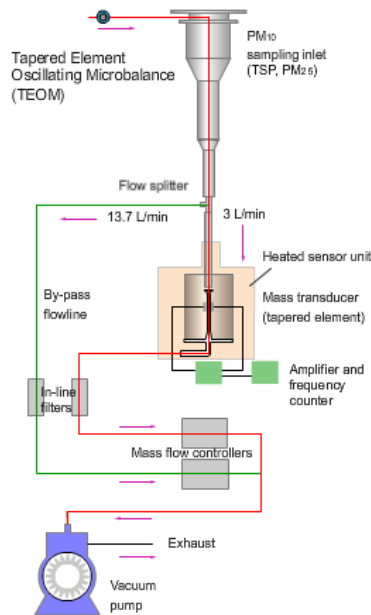 PM10
sampling inlet
(TSP, PM25)
Tapered Element
Oscillating Microbalance
(TEOM)
Flow splitter
13.7 L/min
3 L/min
Heated sensor unit
By-pass
flowline
Mass transducer
(tapered element)
Amplifier and
frequency
counter
In-line
filters
Mass flow controllers
Exhaust
Vacuum
pump